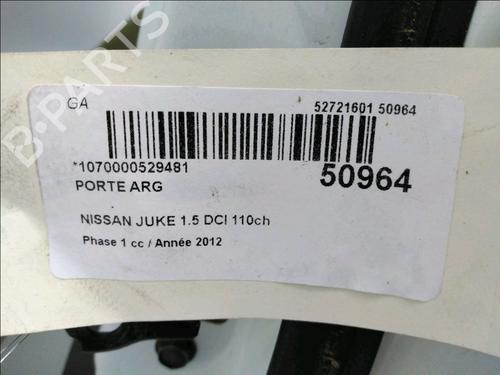 B-PARTS
GA
52721601 50964
*1070000529481
50964
PORTE ARG
NISSAN JUKE 1.5 DCI 110ch
Phase 1 cc / Année 2012